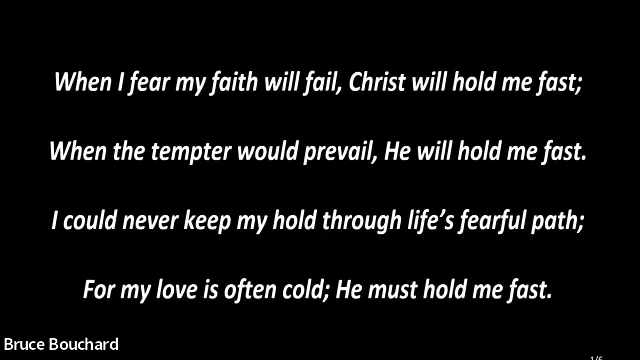 When I fear my faith will fail, Christ will hold me fast;
When the tempter would prevail, He will hold me fast.
I could never keep my hold through life’s fearful path;
For my love is often cold; He must hold me fast.
Bruce Bouchard